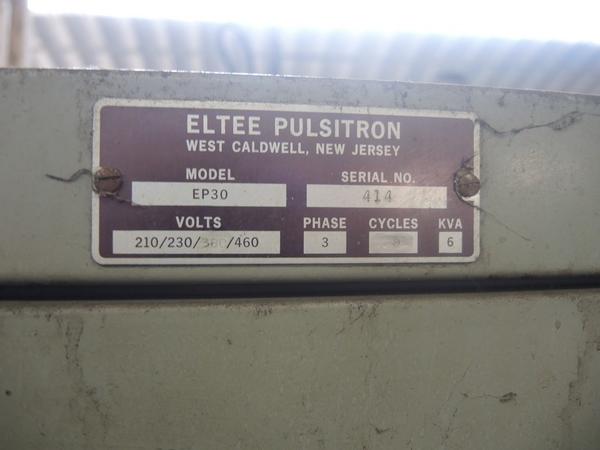 ELTEE PULSITRON
WEST CALDWELL, NEW JERSEY
MODEL SERIAL NO.
EP30 414
VOLTS PHASE CYCLES KVA
210/230/380/460 3 6